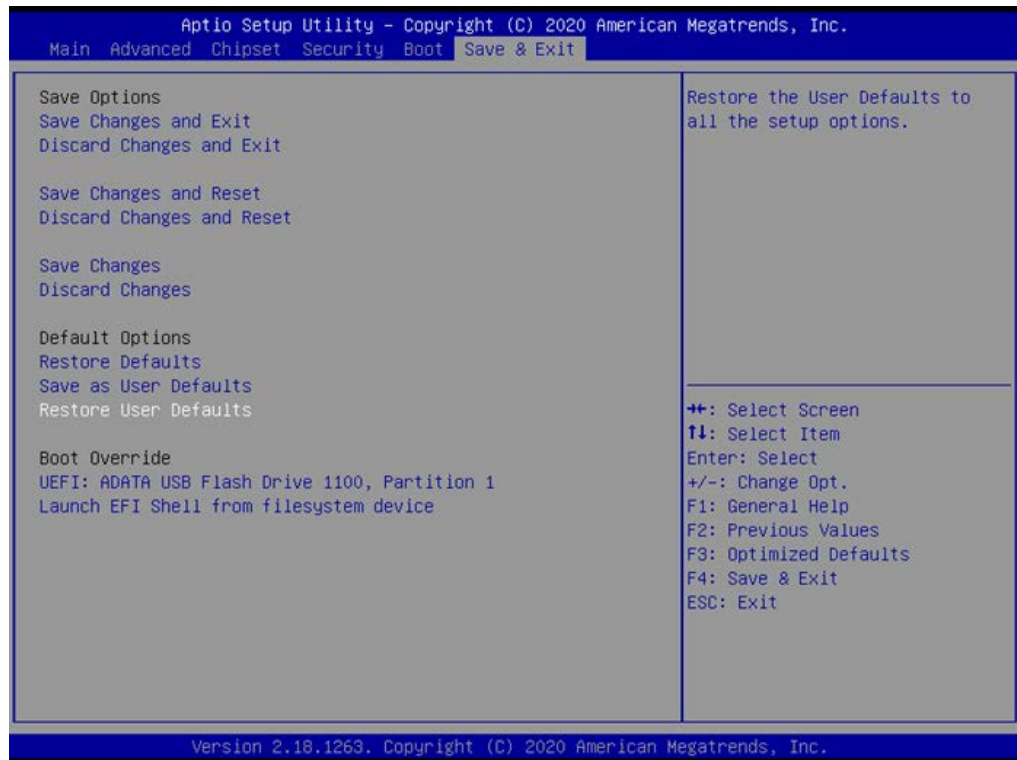 Aptio Setup Utility – Copyright (C) 2020 American Megatrends, Inc.
Main Advanced Chipset Security Boot Save & Exit
Save Options
Save Changes and Exit
Discard Changes and Exit
Save Changes and Reset
Discard Changes and Reset
Save Changes
Discard Changes
Default Options
Restore Defaults
Save as User Defaults
Restore User Defaults
Boot Override
UEFI: ADATA USB Flash Drive 1100, Partition 1
Launch EFI Shell from filesystem device
Restore the User Defaults to
all the setup options.
→←: Select Screen
↑↓: Select Item
Enter: Select
+/-: Change Opt.
F1: General Help
F2: Previous Values
F3: Optimized Defaults
F4: Save & Exit
ESC: Exit
Version 2.18.1263. Copyright (C) 2020 American Megatrends, Inc.